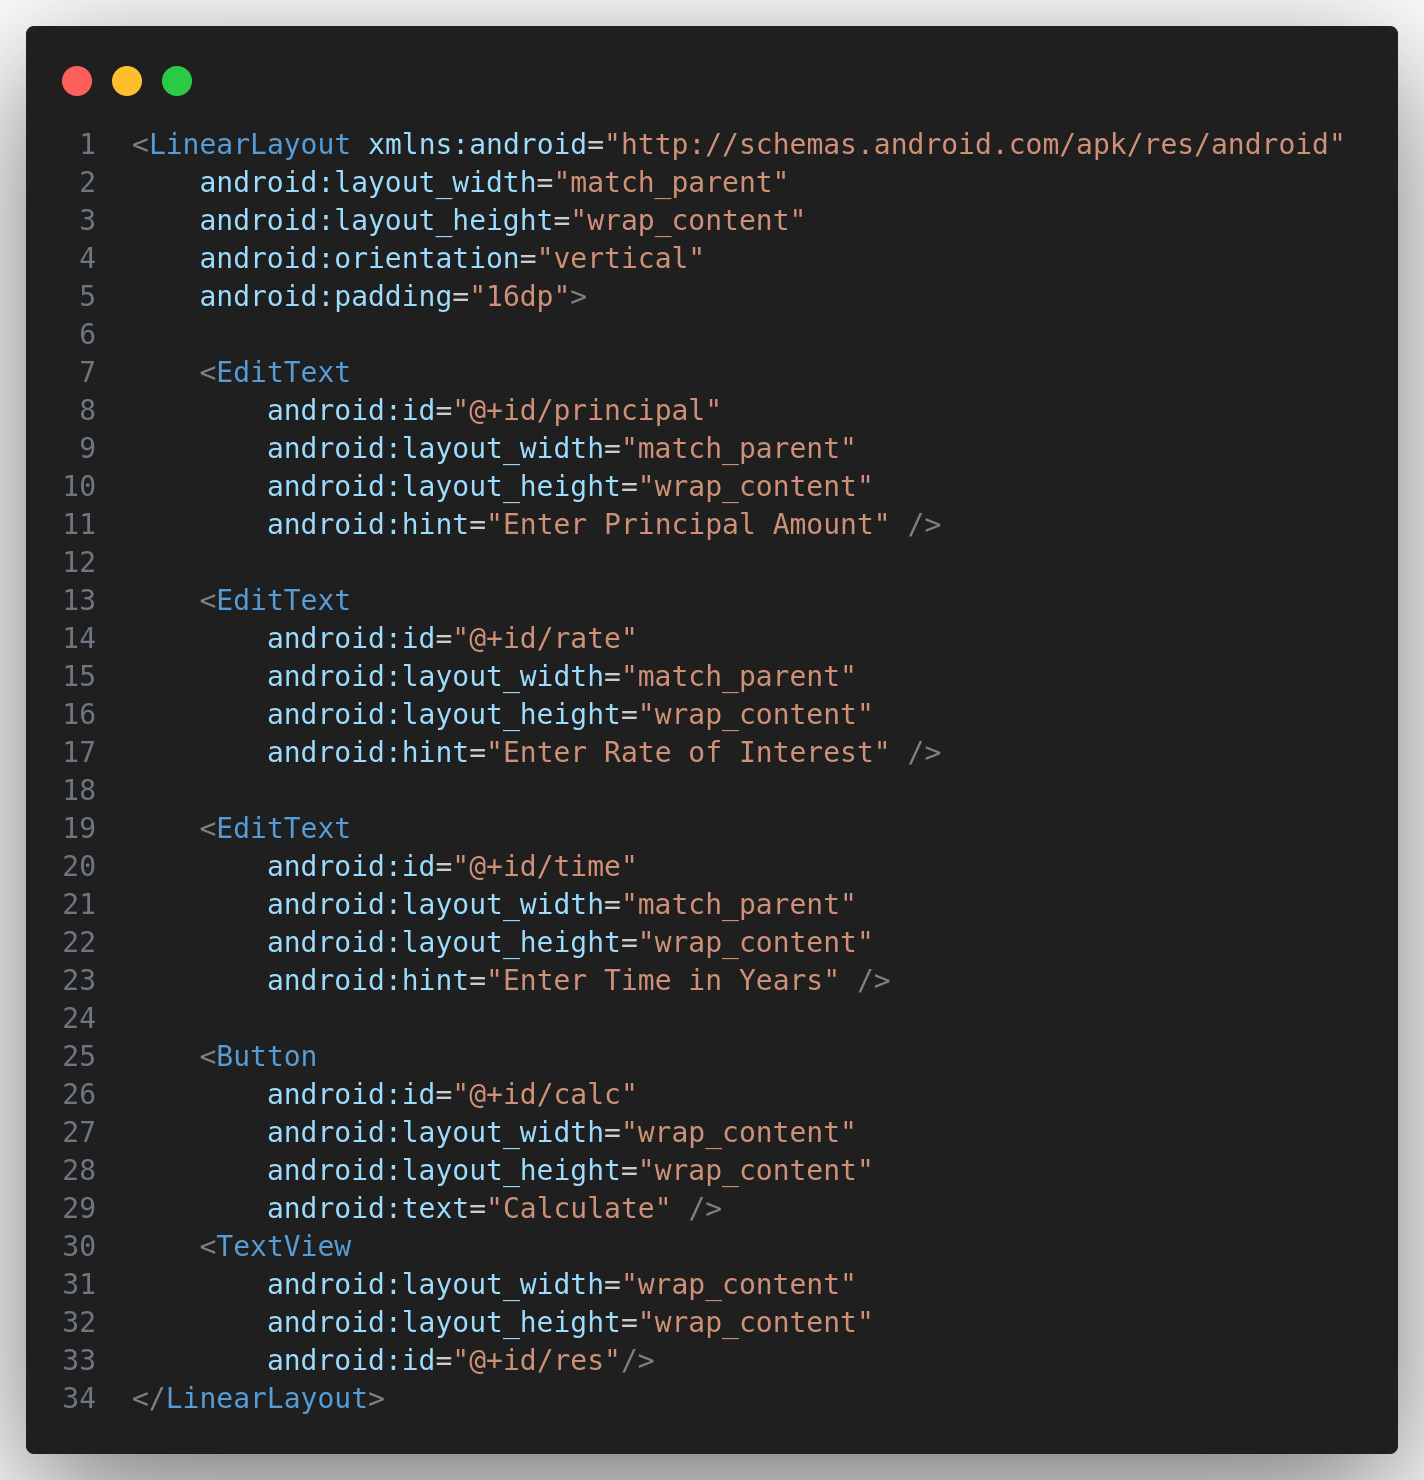 1 <LinearLayout xmlns:android="http://schemas.android.com/apk/res/android"
2     android:layout_width="match_parent"
3     android:layout_height="wrap_content"
4     android:orientation="vertical"
5     android:padding="16dp">
6
7     <EditText
8         android:id="@+id/principal"
9         android:layout_width="match_parent"
10         android:layout_height="wrap_content"
11         android:hint="Enter Principal Amount" />
12
13     <EditText
14         android:id="@+id/rate"
15         android:layout_width="match_parent"
16         android:layout_height="wrap_content"
17         android:hint="Enter Rate of Interest" />
18
19     <EditText
20         android:id="@+id/time"
21         android:layout_width="match_parent"
22         android:layout_height="wrap_content"
23         android:hint="Enter Time in Years" />
24
25     <Button
26         android:id="@+id/calc"
27         android:layout_width="wrap_content"
28         android:layout_height="wrap_content"
29         android:text="Calculate" />
30     <TextView
31         android:layout_width="wrap_content"
32         android:layout_height="wrap_content"
33         android:id="@+id/res"/>
34 </LinearLayout>